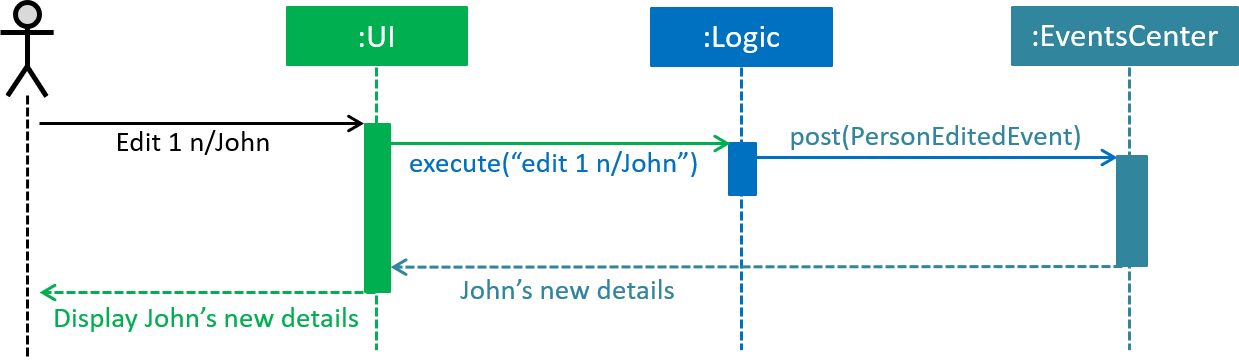 :UI
:Logic
:EventsCenter
Edit 1 n/John
execute(“edit 1 n/John”)
post(PersonEditedEvent)
John’s new details
Display John’s new details